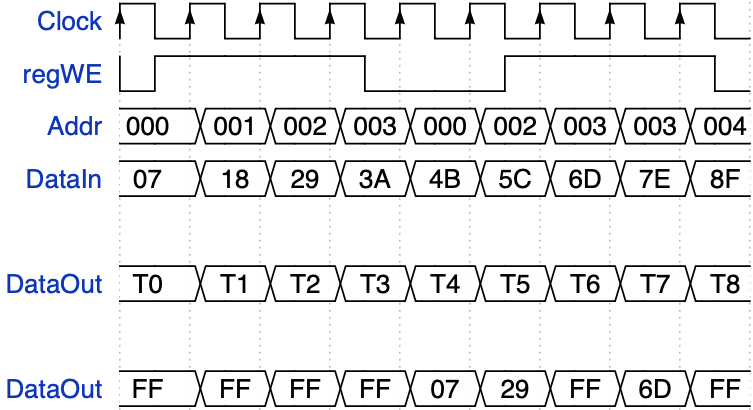 Clock
regWE
Addr 000 001 002 003 000 002 003 003 004
DataIn 07 18 29 3A 4B 5C 6D 7E 8F
DataOut T0 T1 T2 T3 T4 T5 T6 T7 T8
DataOut FF FF FF FF 07 29 FF 6D FF